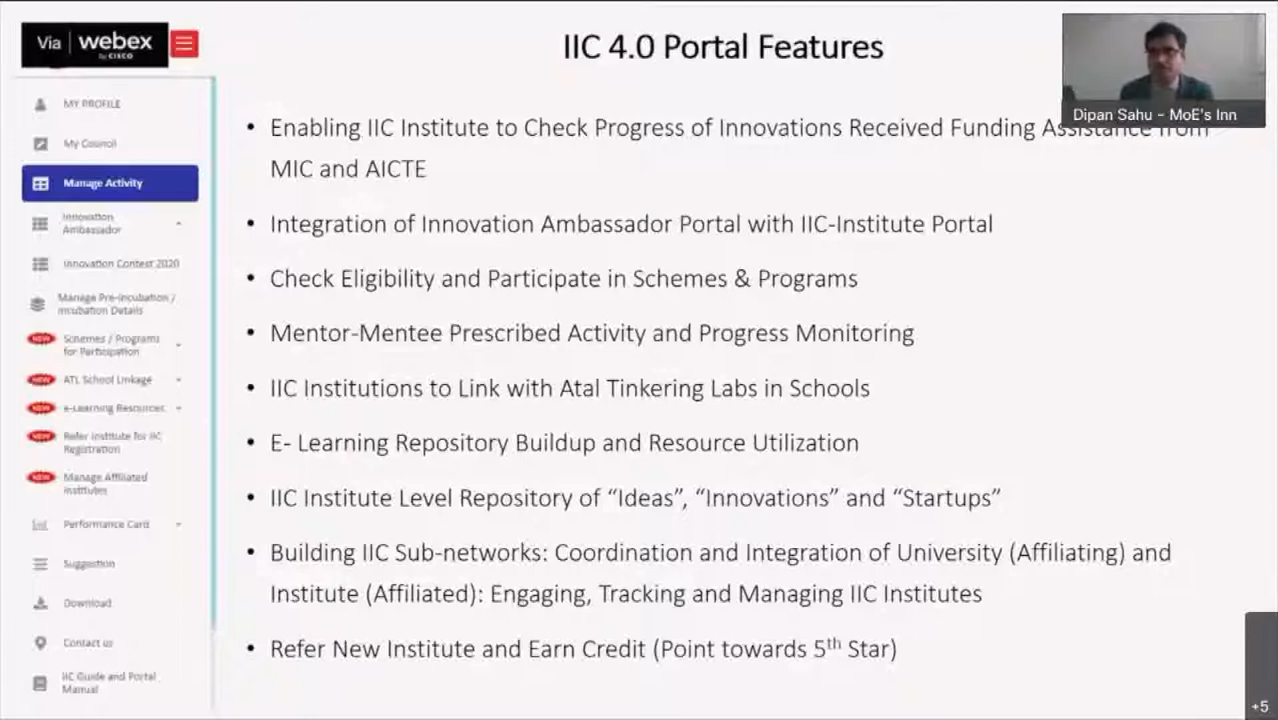 Via | webex
by CISCO
IIC 4.0 Portal Features
Dipan Sahu - MoE's Inn
MY PROFILE
My Council
Manage Activity
Innovation
Ambassador
Innovation Contest 2020
Manage Pre-incubation /
Incubation Details
NEW
Schemes / Programs
for Participation
NEW
ATL School Linkage
NEW
e-Learning Resources
NEW
Refer Institute for IIC
Registration
NEW
Manage Affiliated
Institutes
Performance Card
Suggestion
Download
Contact us
IIC Guide and Portal
Manual
• Enabling IIC Institute to Check Progress of Innovations Received Funding Assistance from
MIC and AICTE
• Integration of Innovation Ambassador Portal with IIC-Institute Portal
• Check Eligibility and Participate in Schemes & Programs
• Mentor-Mentee Prescribed Activity and Progress Monitoring
• IIC Institutions to Link with Atal Tinkering Labs in Schools
• E- Learning Repository Buildup and Resource Utilization
• IIC Institute Level Repository of “Ideas”, “Innovations” and “Startups”
• Building IIC Sub-networks: Coordination and Integration of University (Affiliating) and
Institute (Affiliated): Engaging, Tracking and Managing IIC Institutes
• Refer New Institute and Earn Credit (Point towards 5th Star)
+5